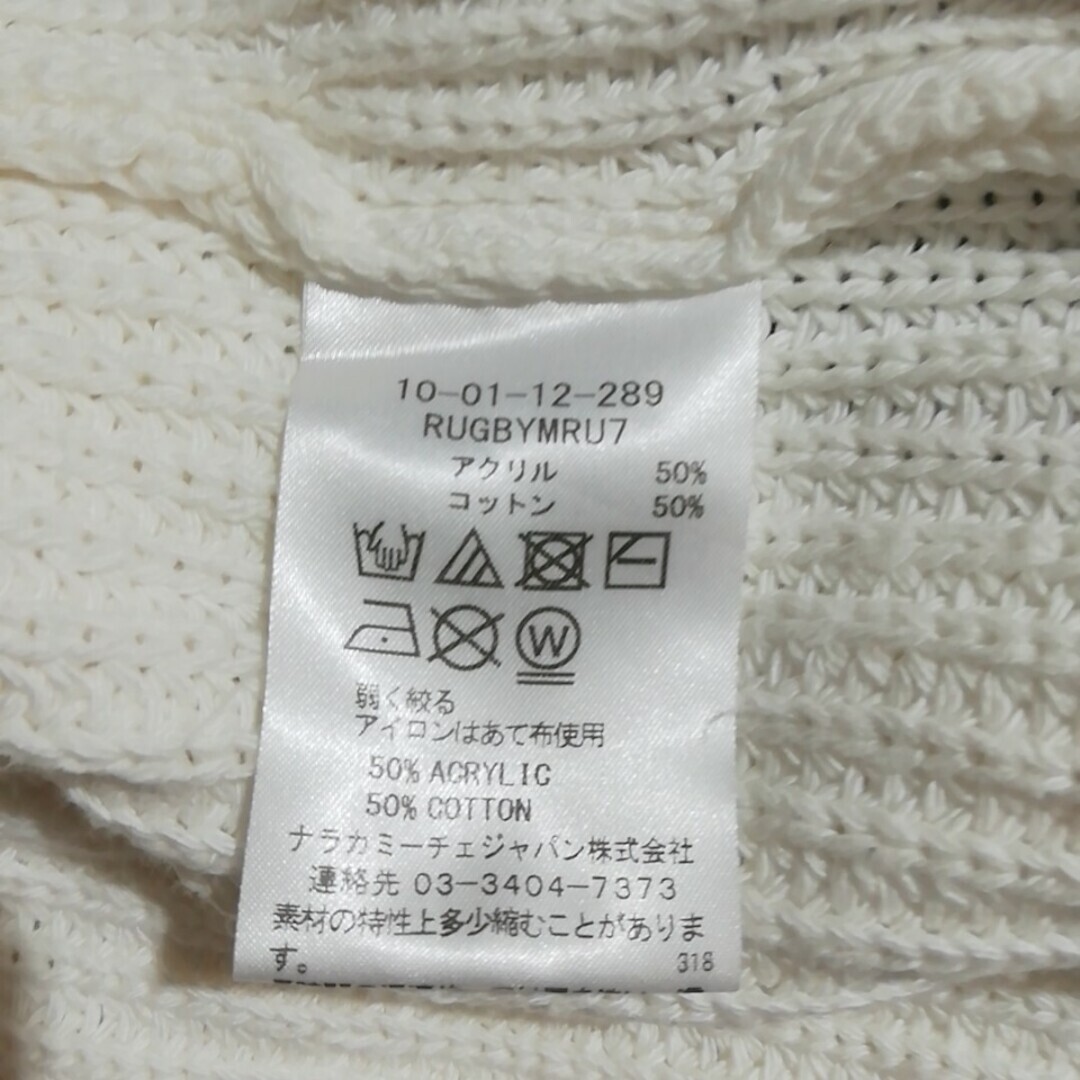 10-01-12-289
RUGBYMRU7
アクリル 50%
コットン 50%
W
弱く絞る
アイロンはあて布使用
50% ACRYLIC
50% COTTON
ナラカミーチェジャパン株式会社
連絡先 03-3404-7373
素材の特性上多少縮むことがありま
す。 318